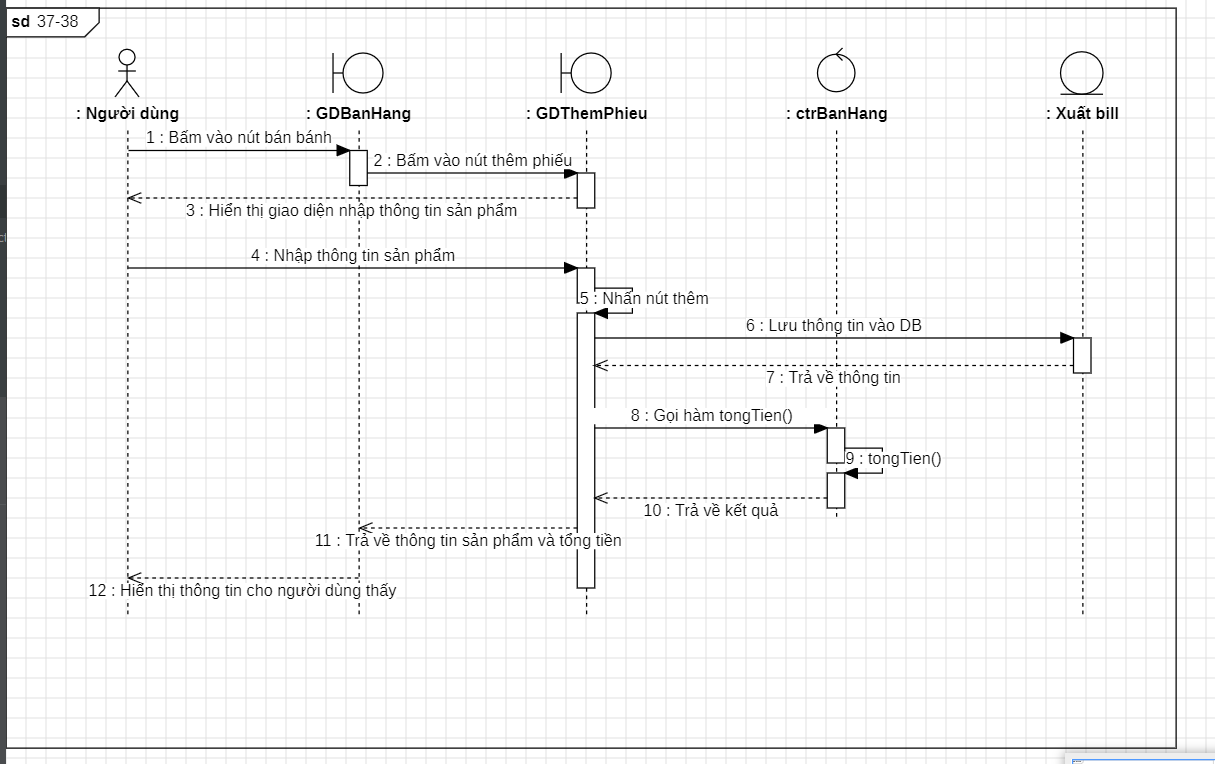 sd 37-38
: Người dùng
: GDBanHang
: GDThemPhieu
: ctrBanHang
: Xuất bill
1 : Bấm vào nút bán bánh
2 : Bấm vào nút thêm phiếu
3 : Hiển thị giao diện nhập thông tin sản phẩm
4 : Nhập thông tin sản phẩm
5 : Nhấn nút thêm
6 : Lưu thông tin vào DB
7 : Trả về thông tin
8 : Gọi hàm tongTien()
9 : tongTien()
10 : Trả về kết quả
11 : Trả về thông tin sản phẩm và tổng tiền
12 : Hiển thị thông tin cho người dùng thấy